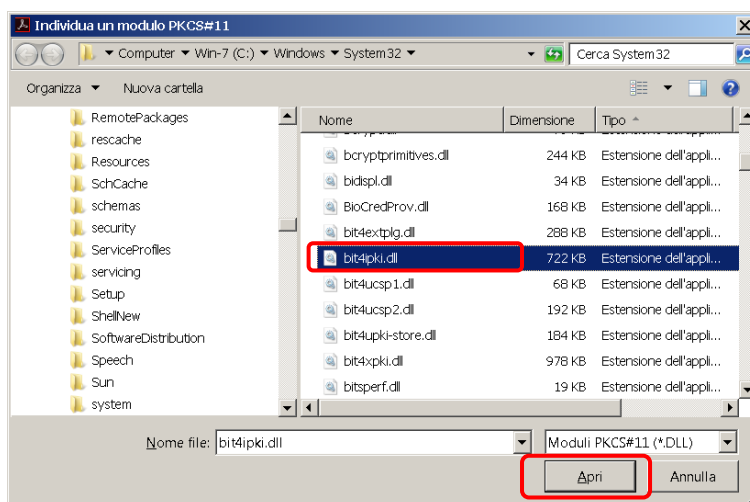 Individua un modulo PKCS#11
Computer Win-7 (C:) Windows System32
Cerca System32
Organizza Nuova cartella
RemotePackages
rescache
Resources
SchCache
schemas
security
ServiceProfiles
servicing
Setup
ShellNew
SoftwareDistribution
Speech
Sun
system
Nome Dimensione Tipo
bcryptprimitives.dll 244 KB Estensione dell'appli...
bidispl.dll 34 KB Estensione dell'appli...
BioCredProv.dll 168 KB Estensione dell'appli...
bit4extplg.dll 288 KB Estensione dell'appli...
bit4ipki.dll 722 KB Estensione dell'appli...
bit4ucsp1.dll 68 KB Estensione dell'appli...
bit4ucsp2.dll 192 KB Estensione dell'appli...
bit4upki-store.dll 184 KB Estensione dell'appli...
bit4xpki.dll 978 KB Estensione dell'appli...
bitsperf.dll 19 KB Estensione dell'appli...
Nome file: bit4ipki.dll Moduli PKCS#11 (*.DLL)
Apri Annulla